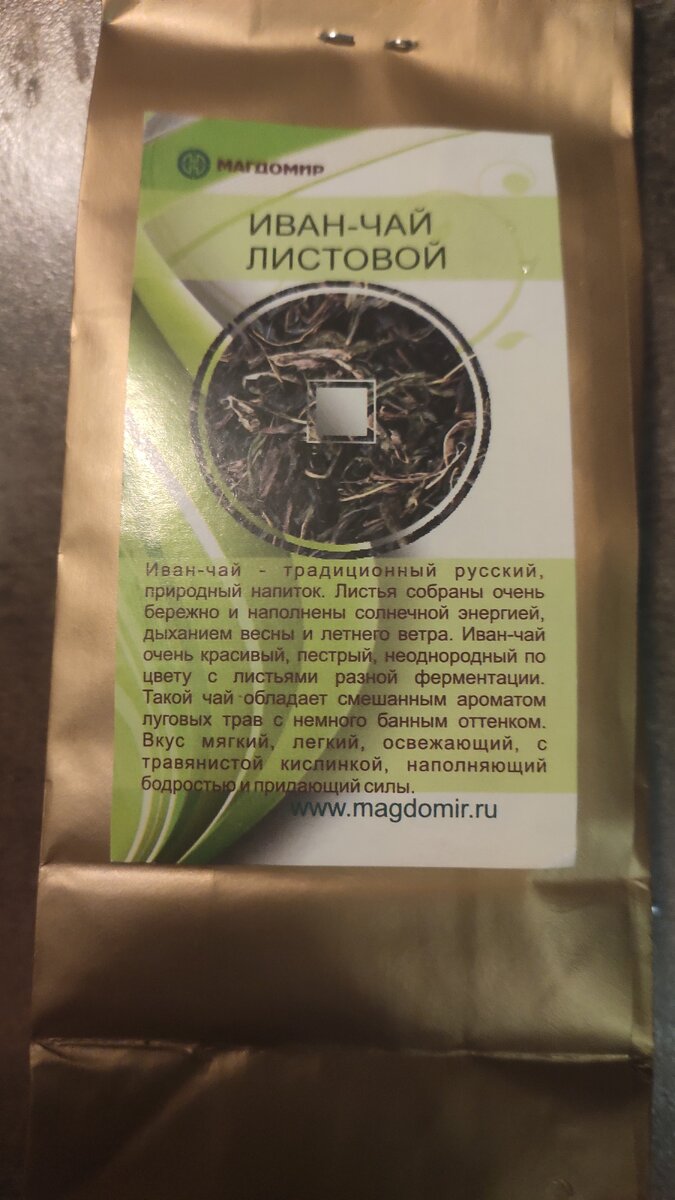 МАГДОМИР
ИВАН-ЧАЙ
ЛИСТОВОЙ
Иван-чай - традиционный русский,
природный напиток. Листья собраны очень
бережно и наполнены солнечной энергией,
дыханием весны и летнего ветра. Иван-чай
очень красивый, пестрый, неоднородный по
цвету с листьями разной ферментации.
Такой чай обладает смешанным ароматом
луговых трав с немного банным оттенком.
Вкус мягкий, легкий, освежающий, с
травянистой кислинкой, наполняющий
бодростью и придающий силы.
www.magdomir.ru